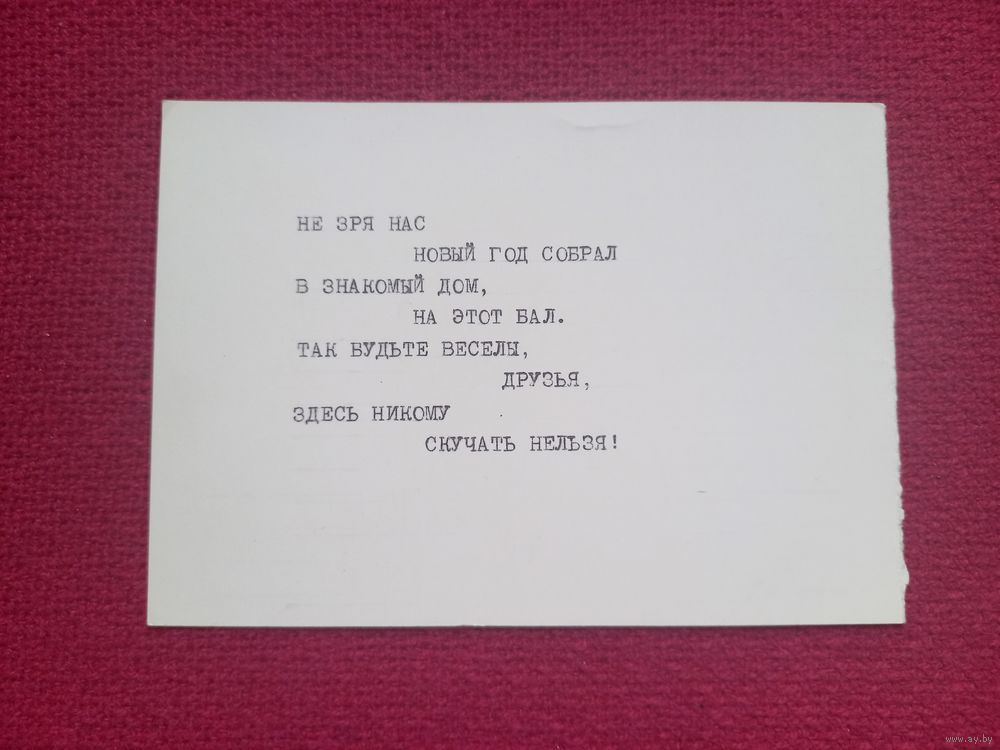 НЕ ЗРЯ НАС
НОВЫЙ ГОД СОБРАЛ
В ЗНАКОМЫЙ ДОМ,
НА ЭТОТ БАЛ.
ТАК БУДЬТЕ ВЕСЕЛЫ,
ДРУЗЬЯ,
ЗДЕСЬ НИКОМУ
СКУЧАТЬ НЕЛЬЗЯ!
www.ay.by